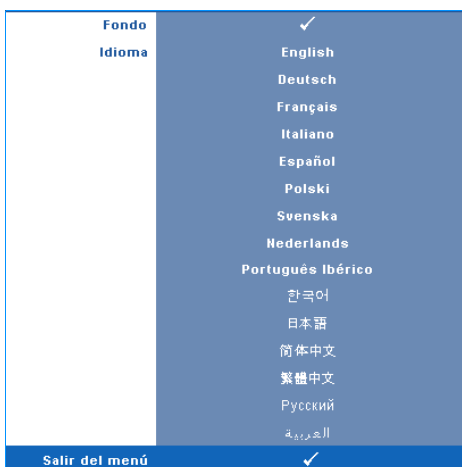 Fondo ✓
Idioma English
Deutsch
Français
Italiano
Español
Polski
Svenska
Nederlands
Português Ibérico
한국어
日本語
简体中文
繁體中文
Русский
العربية
Salir del menú ✓